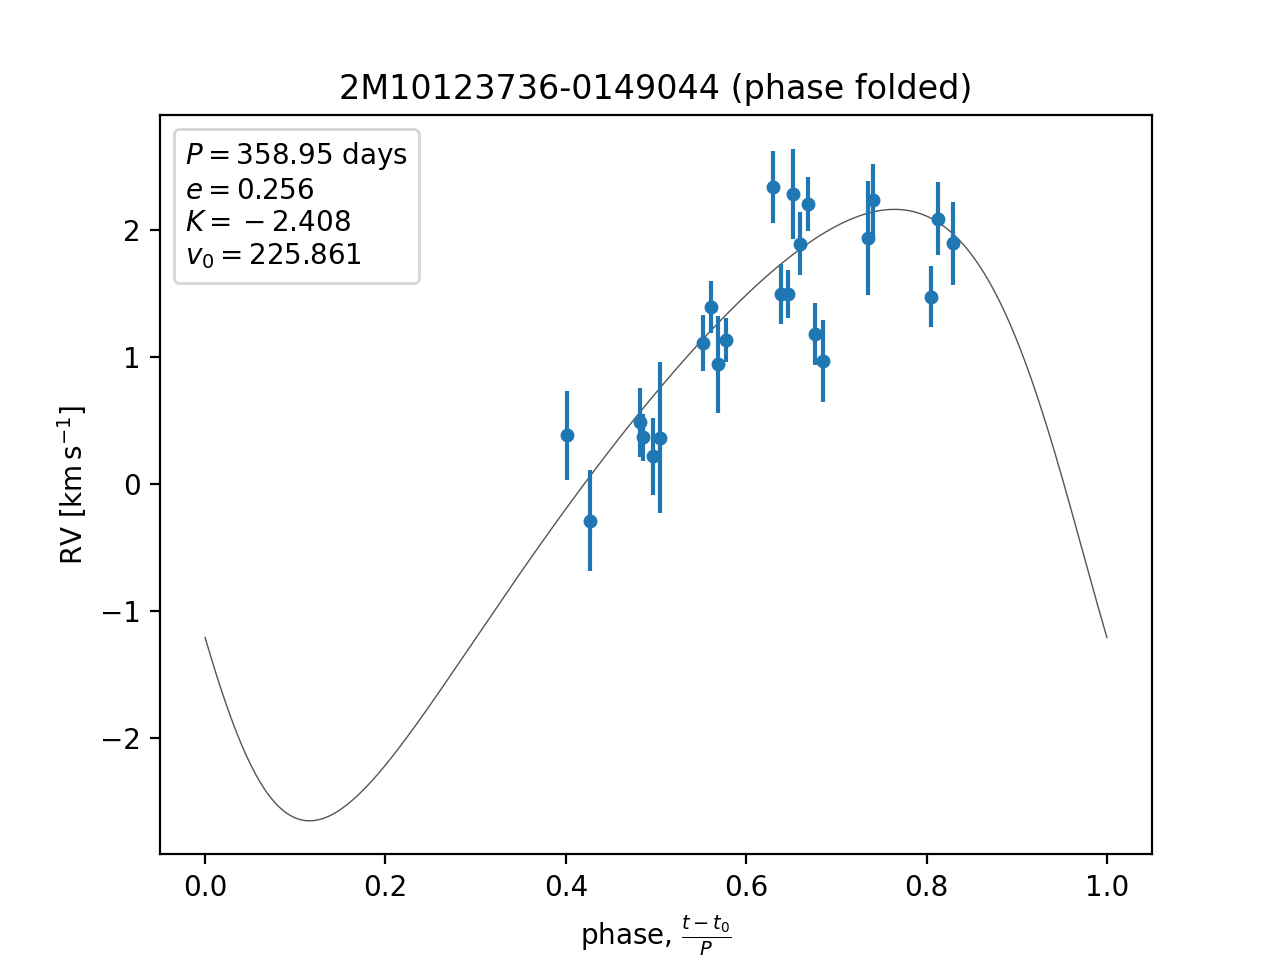 2M10123736-0149044 (phase folded)
P = 358.95 days
e = 0.256
K = −2.408
v₀ = 225.861
2
1
0
−1
−2
RV [km s⁻¹]
0.0 0.2 0.4 0.6 0.8 1.0
phase, (t − t₀)/P